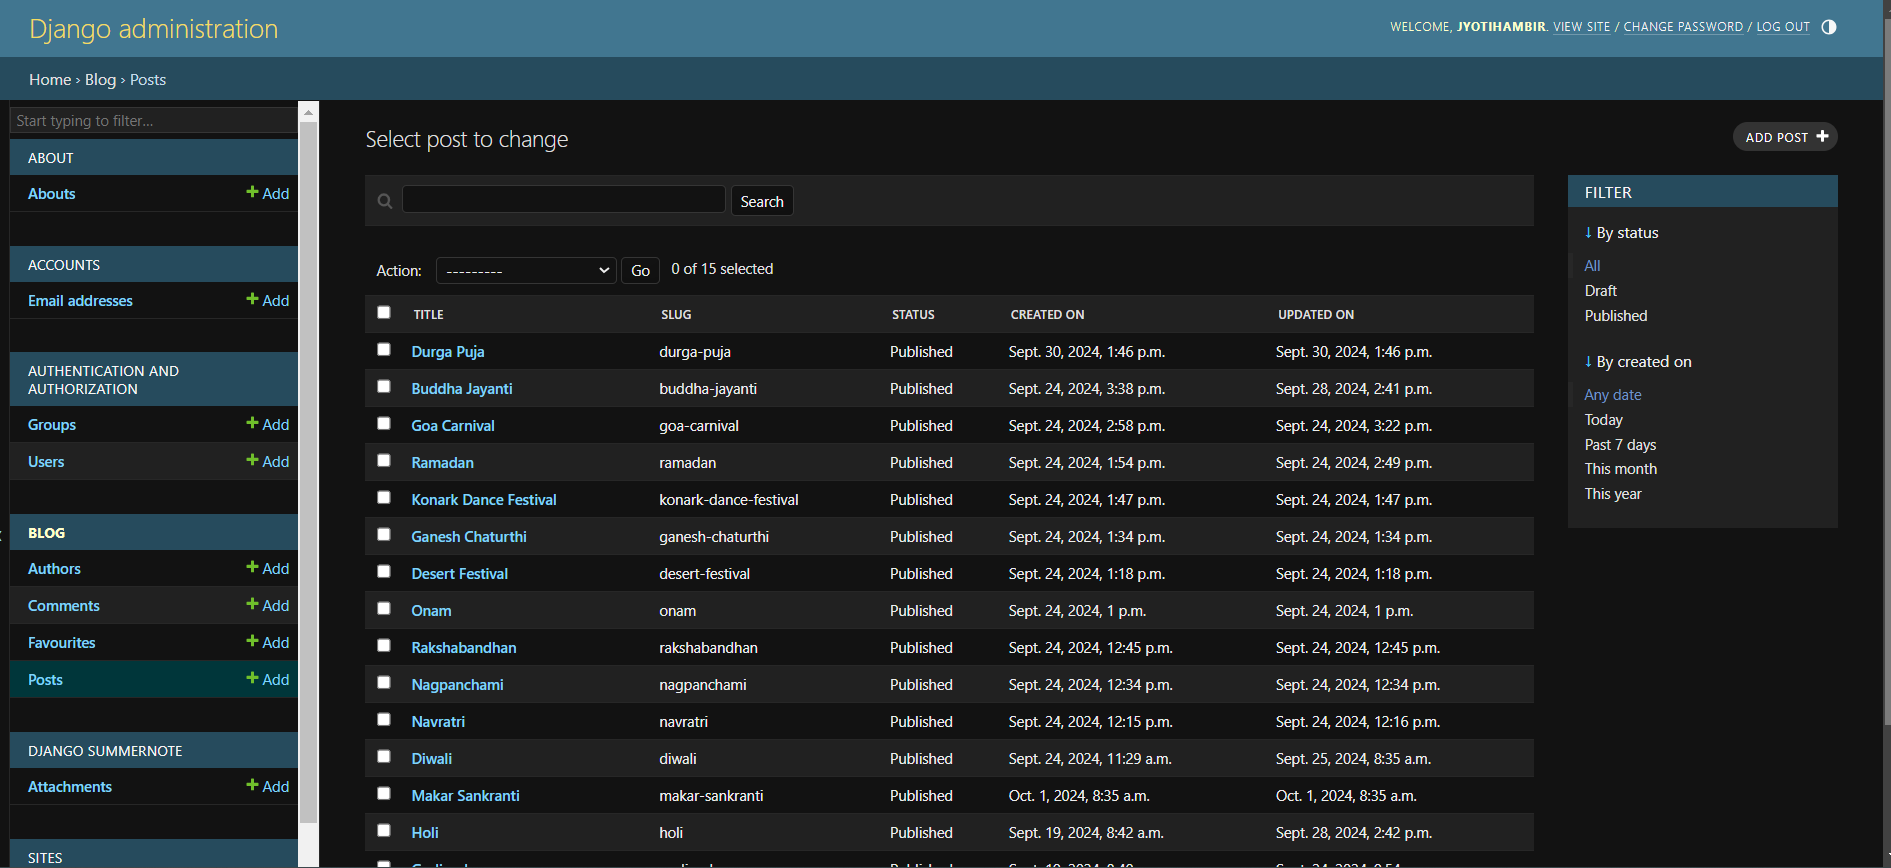 Django administration
WELCOME, JYOTIHAMBIR. VIEW SITE / CHANGE PASSWORD / LOG OUT
Home › Blog › Posts
Start typing to filter...
ABOUT
Abouts Add
ACCOUNTS
Email addresses Add
AUTHENTICATION AND
AUTHORIZATION
Groups Add
Users Add
BLOG
Authors Add
Comments Add
Favourites Add
Posts Add
DJANGO SUMMERNOTE
Attachments Add
SITES
Select post to change
ADD POST
Search
Action: --------- Go 0 of 15 selected
TITLE SLUG STATUS CREATED ON UPDATED ON
Durga Puja durga-puja Published Sept. 30, 2024, 1:46 p.m. Sept. 30, 2024, 1:46 p.m.
Buddha Jayanti buddha-jayanti Published Sept. 24, 2024, 3:38 p.m. Sept. 28, 2024, 2:41 p.m.
Goa Carnival goa-carnival Published Sept. 24, 2024, 2:58 p.m. Sept. 24, 2024, 3:22 p.m.
Ramadan ramadan Published Sept. 24, 2024, 1:54 p.m. Sept. 24, 2024, 2:49 p.m.
Konark Dance Festival konark-dance-festival Published Sept. 24, 2024, 1:47 p.m. Sept. 24, 2024, 1:47 p.m.
Ganesh Chaturthi ganesh-chaturthi Published Sept. 24, 2024, 1:34 p.m. Sept. 24, 2024, 1:34 p.m.
Desert Festival desert-festival Published Sept. 24, 2024, 1:18 p.m. Sept. 24, 2024, 1:18 p.m.
Onam onam Published Sept. 24, 2024, 1 p.m. Sept. 24, 2024, 1 p.m.
Rakshabandhan rakshabandhan Published Sept. 24, 2024, 12:45 p.m. Sept. 24, 2024, 12:45 p.m.
Nagpanchami nagpanchami Published Sept. 24, 2024, 12:34 p.m. Sept. 24, 2024, 12:34 p.m.
Navratri navratri Published Sept. 24, 2024, 12:15 p.m. Sept. 24, 2024, 12:16 p.m.
Diwali diwali Published Sept. 24, 2024, 11:29 a.m. Sept. 25, 2024, 8:35 a.m.
Makar Sankranti makar-sankranti Published Oct. 1, 2024, 8:35 a.m. Oct. 1, 2024, 8:35 a.m.
Holi holi Published Sept. 19, 2024, 8:42 a.m. Sept. 28, 2024, 2:42 p.m.
FILTER
↓ By status
All
Draft
Published
↓ By created on
Any date
Today
Past 7 days
This month
This year